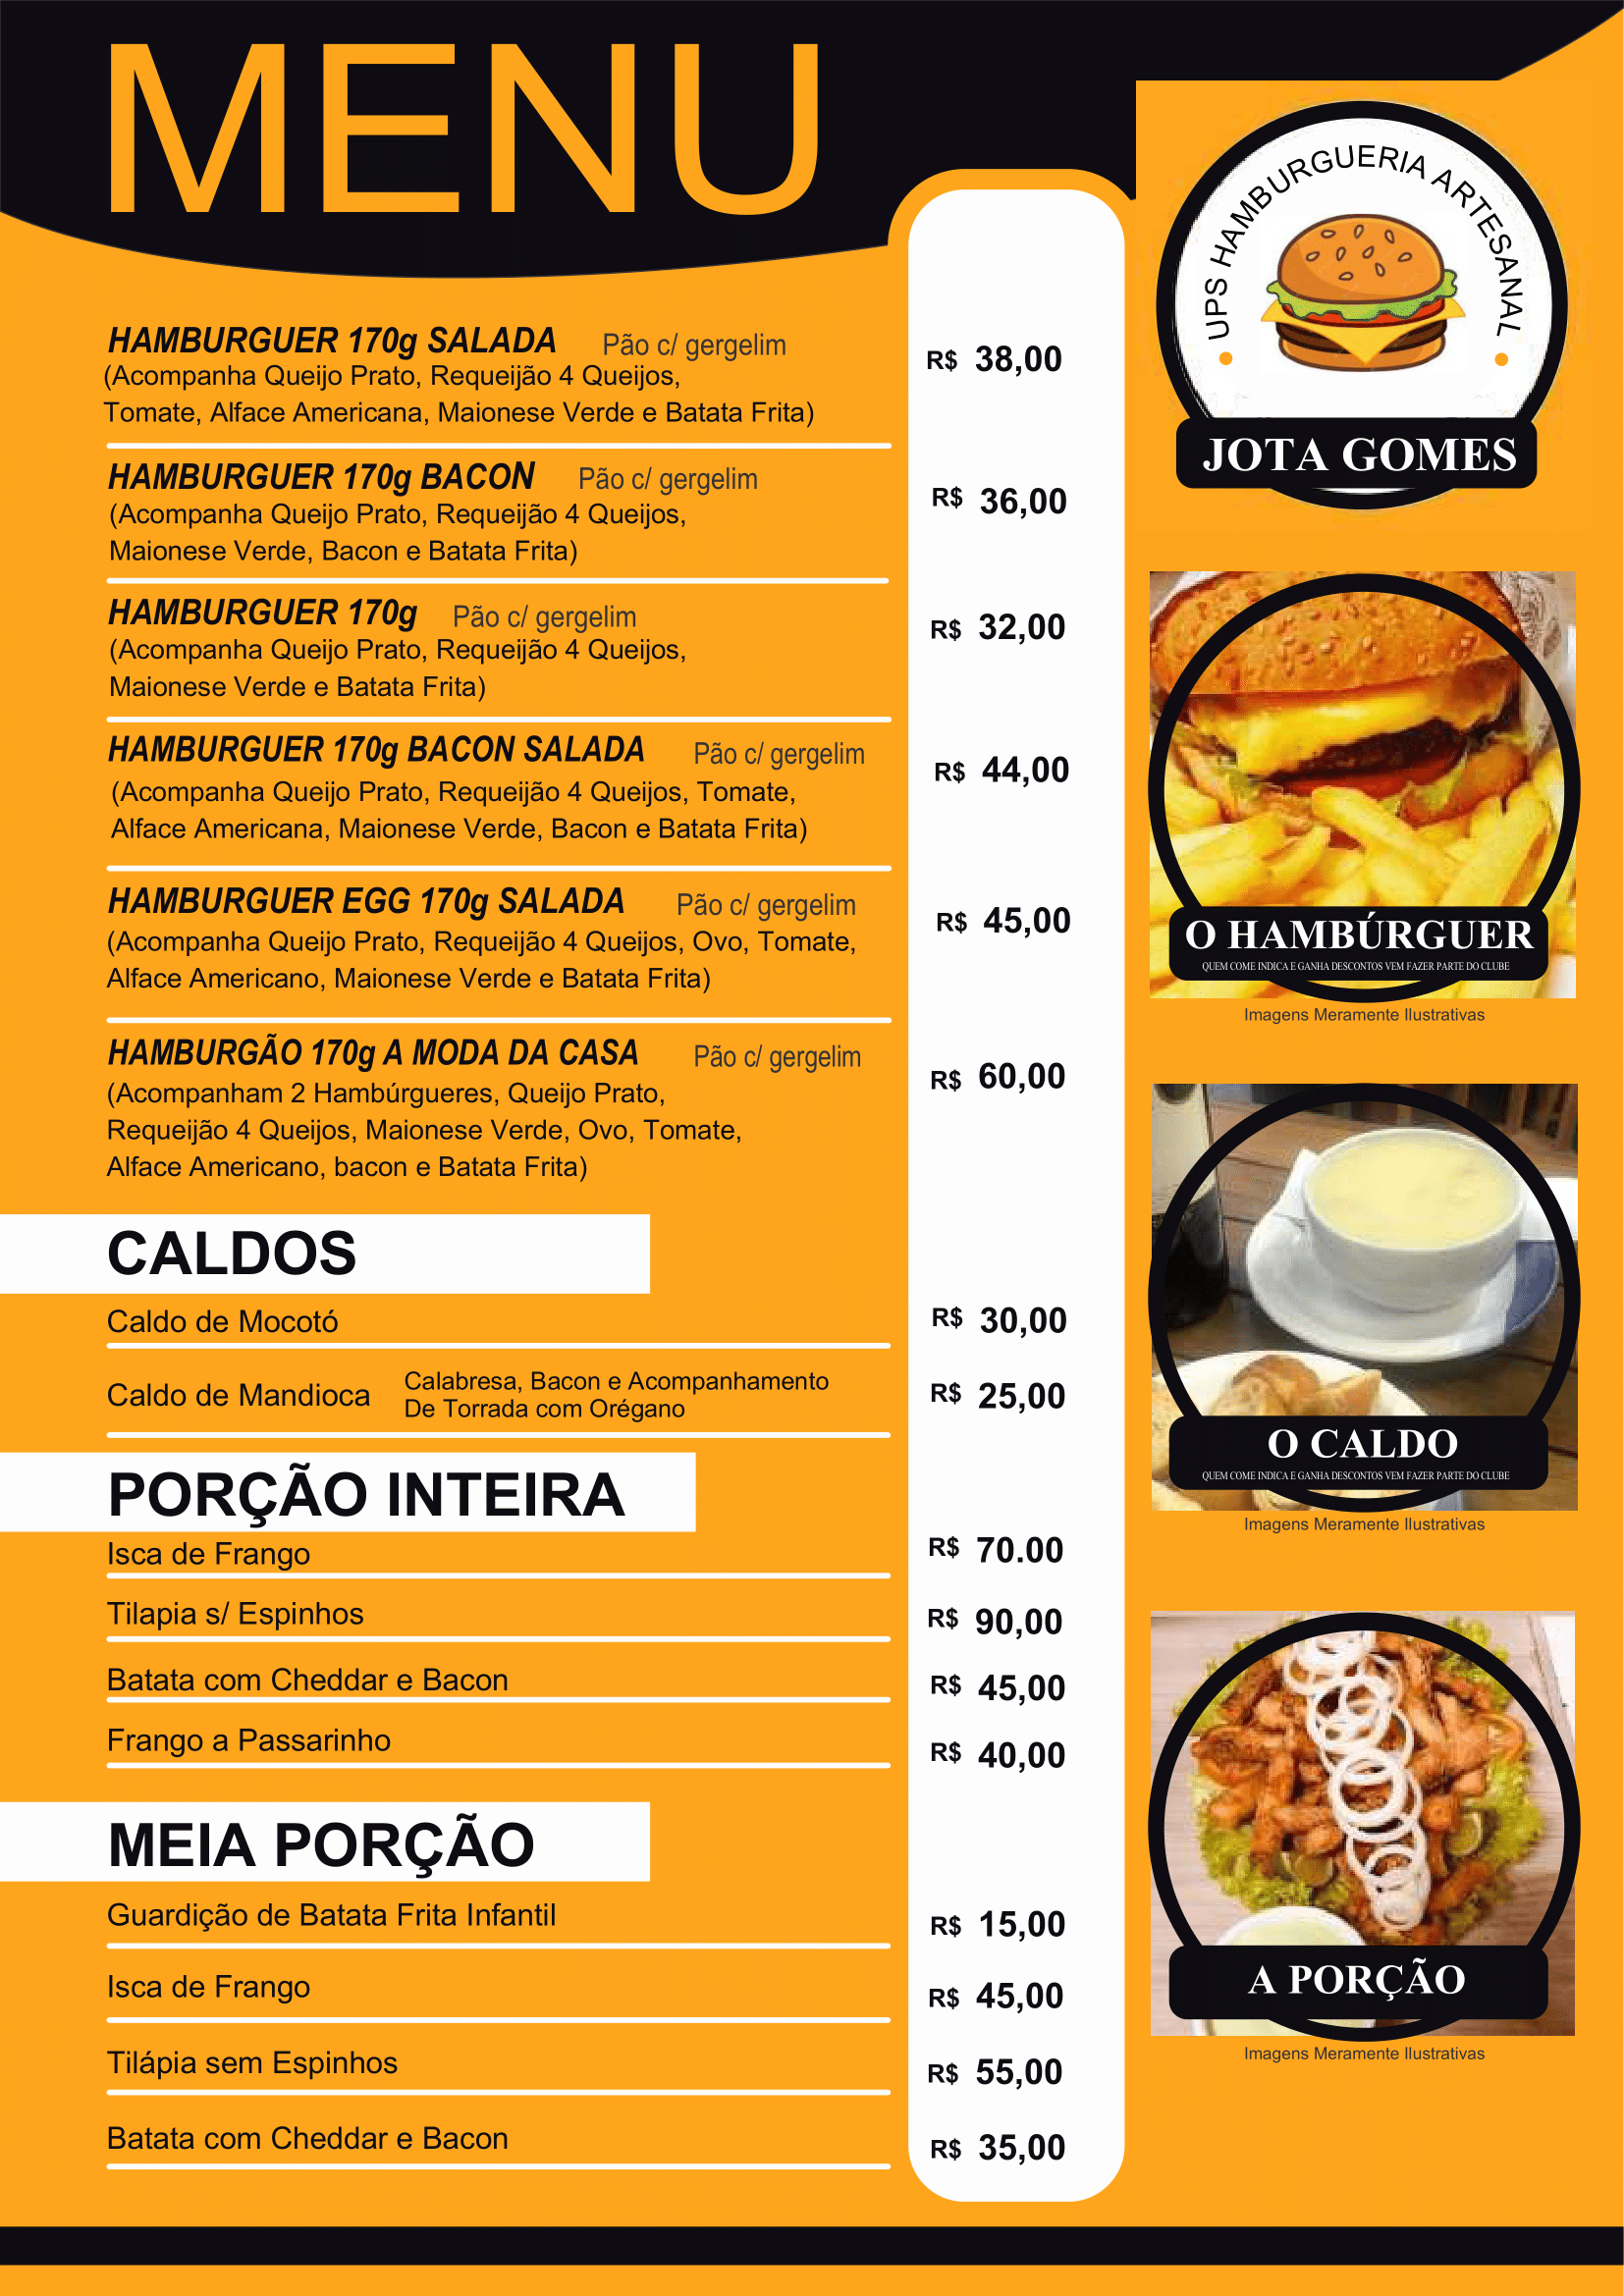 MENU
UPS HAMBURGUERIA ARTESANAL
JOTA GOMES
HAMBURGUER 170g SALADA Pão c/ gergelim
R$ 38,00
(Acompanha Queijo Prato, Requeijão 4 Queijos,
Tomate, Alface Americana, Maionese Verde e Batata Frita)
HAMBURGUER 170g BACON Pão c/ gergelim
R$ 36,00
(Acompanha Queijo Prato, Requeijão 4 Queijos,
Maionese Verde, Bacon e Batata Frita)
HAMBURGUER 170g Pão c/ gergelim
R$ 32,00
(Acompanha Queijo Prato, Requeijão 4 Queijos,
Maionese Verde e Batata Frita)
HAMBURGUER 170g BACON SALADA Pão c/ gergelim
R$ 44,00
(Acompanha Queijo Prato, Requeijão 4 Queijos, Tomate,
Alface Americana, Maionese Verde, Bacon e Batata Frita)
HAMBURGUER EGG 170g SALADA Pão c/ gergelim
R$ 45,00
(Acompanha Queijo Prato, Requeijão 4 Queijos, Ovo, Tomate,
Alface Americano, Maionese Verde e Batata Frita)
HAMBURGÃO 170g A MODA DA CASA Pão c/ gergelim
R$ 60,00
(Acompanham 2 Hambúrgueres, Queijo Prato,
Requeijão 4 Queijos, Maionese Verde, Ovo, Tomate,
Alface Americano, bacon e Batata Frita)
CALDOS
Caldo de Mocotó R$ 30,00
Caldo de Mandioca Calabresa, Bacon e Acompanhamento
De Torrada com Orégano
R$ 25,00
PORÇÃO INTEIRA
Isca de Frango R$ 70.00
Tilapia s/ Espinhos R$ 90,00
Batata com Cheddar e Bacon R$ 45,00
Frango a Passarinho R$ 40,00
MEIA PORÇÃO
Guardição de Batata Frita Infantil R$ 15,00
Isca de Frango R$ 45,00
Tilápia sem Espinhos R$ 55,00
Batata com Cheddar e Bacon R$ 35,00
O HAMBÚRGUER
QUEM COME INDICA E GANHA DESCONTOS VEM FAZER PARTE DO CLUBE
Imagens Meramente Ilustrativas
O CALDO
QUEM COME INDICA E GANHA DESCONTOS VEM FAZER PARTE DO CLUBE
Imagens Meramente Ilustrativas
A PORÇÃO
Imagens Meramente Ilustrativas